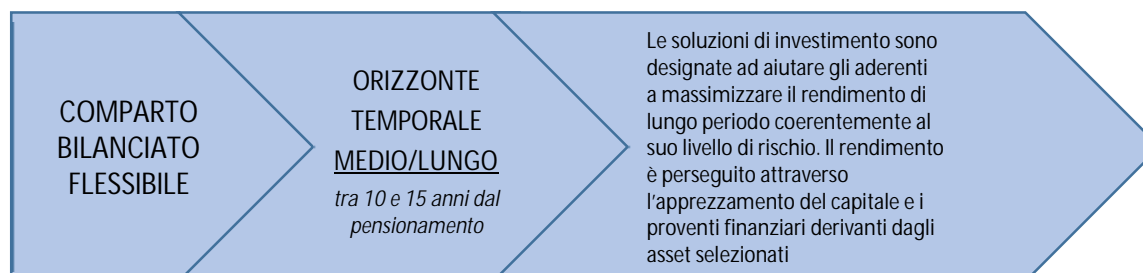 COMPARTO
BILANCIATO
FLESSIBILE
ORIZZONTE
TEMPORALE
MEDIO/LUNGO
tra 10 e 15 anni dal
pensionamento
Le soluzioni di investimento sono
designate ad aiutare gli aderenti
a massimizzare il rendimento di
lungo periodo coerentemente al
suo livello di rischio. Il rendimento
è perseguito attraverso
l'apprezzamento del capitale e i
proventi finanziari derivanti dagli
asset selezionati